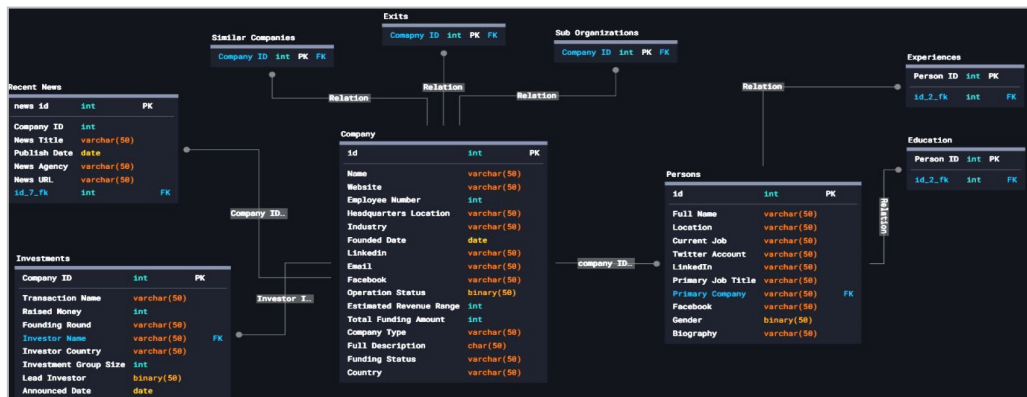 Exits
Comapny ID int PK FK
Similar Companies
Company ID int PK FK
Sub Organizations
Company ID int PK FK
Relation
Relation
Relation
Experiences
Person ID int PK
id_2_fk int FK
Recent News
news id int PK
Company ID int
News Title varchar(50)
Publish Date date
News Agency varchar(50)
News URL varchar(50)
id_7_fk int FK
Company ID…
Company
id int PK
Name varchar(50)
Website varchar(50)
Employee Number int
Headquarters Location varchar(50)
Industry varchar(50)
Founded Date date
Linkedin varchar(50)
Email varchar(50)
Facebook varchar(50)
Operation Status binary(50)
Estimated Revenue Range int
Total Funding Amount int
Company Type varchar(50)
Full Description char(50)
Funding Status varchar(50)
Country varchar(50)
company ID…
Persons
id int PK
Full Name varchar(50)
Location varchar(50)
Current Job varchar(50)
Twitter Account varchar(50)
LinkedIn varchar(50)
Primary Job Title varchar(50)
Primary Company varchar(50) FK
Facebook varchar(50)
Gender binary(50)
Biography varchar(50)
Education
Person ID int PK
id_2_fk int FK
Relation
Investments
Company ID int PK
Transaction Name varchar(50)
Raised Money int
Founding Round varchar(50)
Investor Name varchar(50) FK
Investor Country varchar(50)
Investment Group Size int
Lead Investor binary(50)
Announced Date date
Investor I…